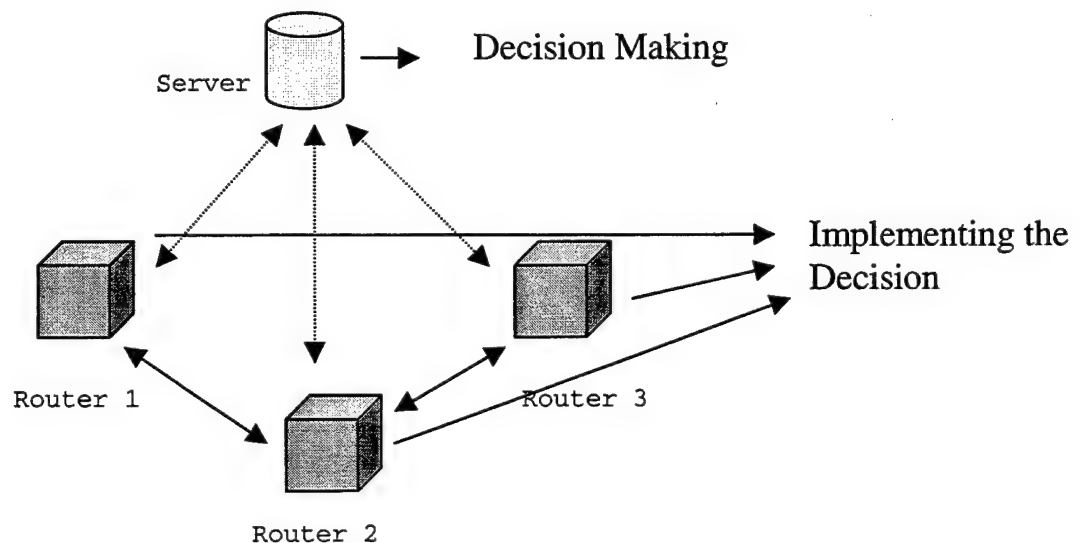 Decision Making
Server
Implementing the
Decision
Router 1
Router 3
Router 2